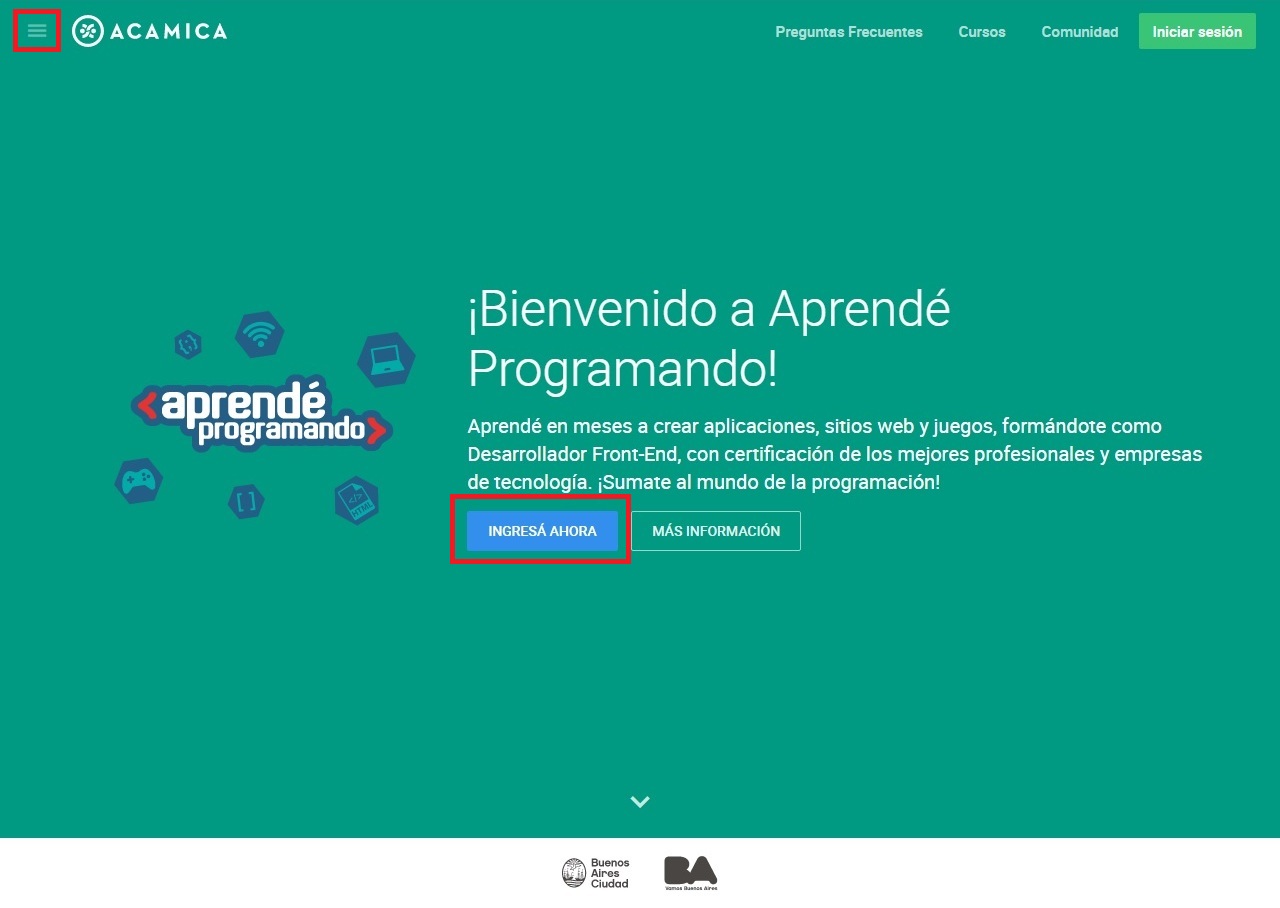 ACAMICA
Preguntas Frecuentes
Cursos
Comunidad
Iniciar sesión
{;}
<aprendé
programando>
[ ]
</>
HTML
¡Bienvenido a Aprendé
Programando!
Aprendé en meses a crear aplicaciones, sitios web y juegos, formándote como
Desarrollador Front-End, con certificación de los mejores profesionales y empresas
de tecnología. ¡Sumate al mundo de la programación!
INGRESÁ AHORA
MÁS INFORMACIÓN
Buenos
Aires
Ciudad
BA
Vamos Buenos Aires